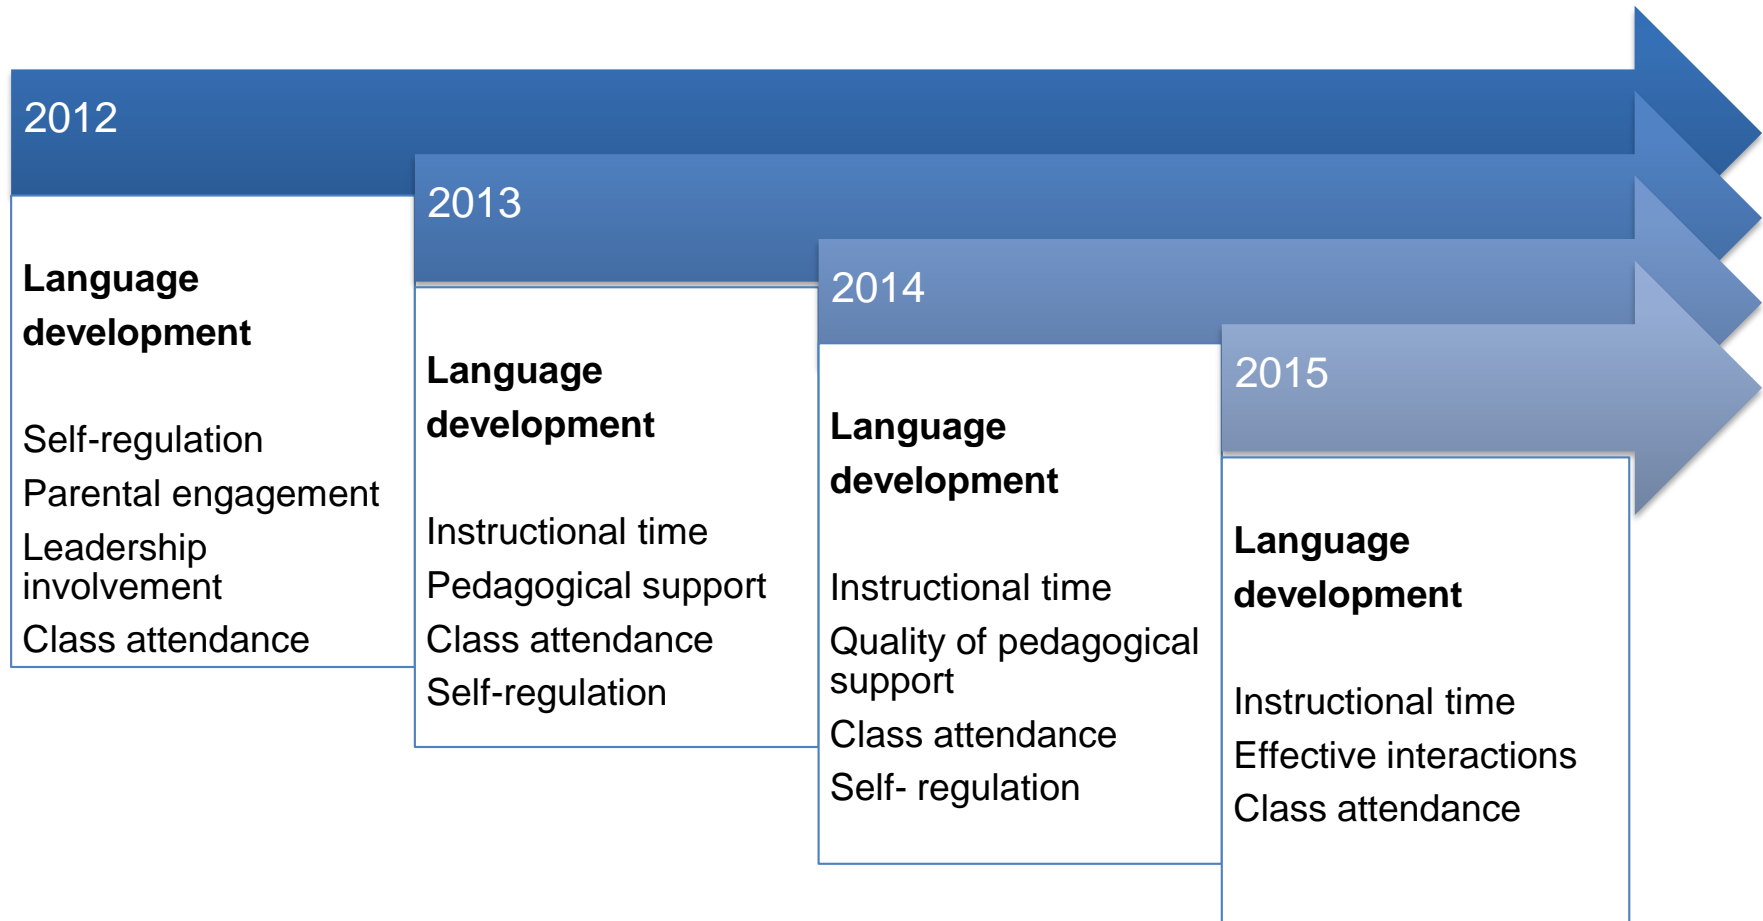 2012
Language
development
Self-regulation
Parental engagement
Leadership
involvement
Class attendance
2013
Language
development
Instructional time
Pedagogical support
Class attendance
Self-regulation
2014
Language
development
Instructional time
Quality of pedagogical
support
Class attendance
Self- regulation
2015
Language
development
Instructional time
Effective interactions
Class attendance